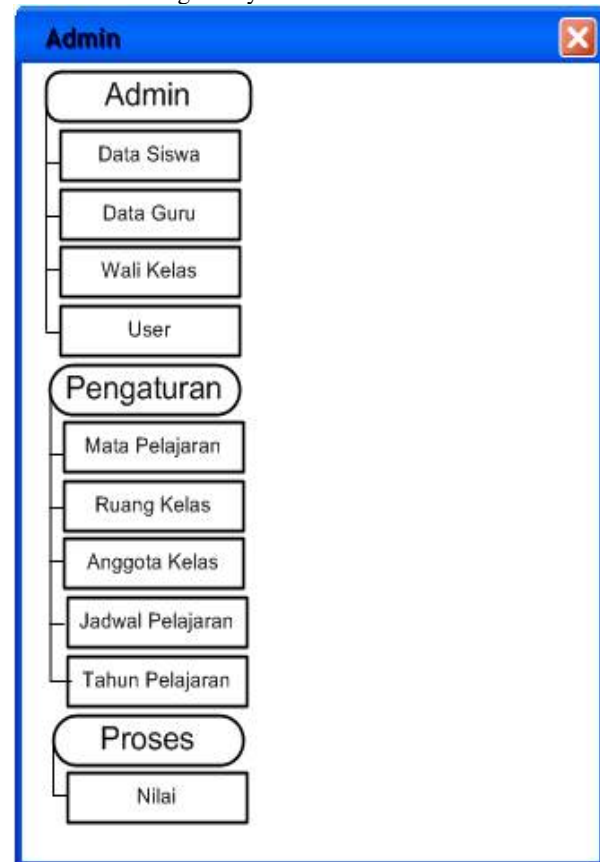 Admin
Admin
Data Siswa
Data Guru
Wali Kelas
User
Pengaturan
Mata Pelajaran
Ruang Kelas
Anggota Kelas
Jadwal Pelajaran
Tahun Pelajaran
Proses
Nilai